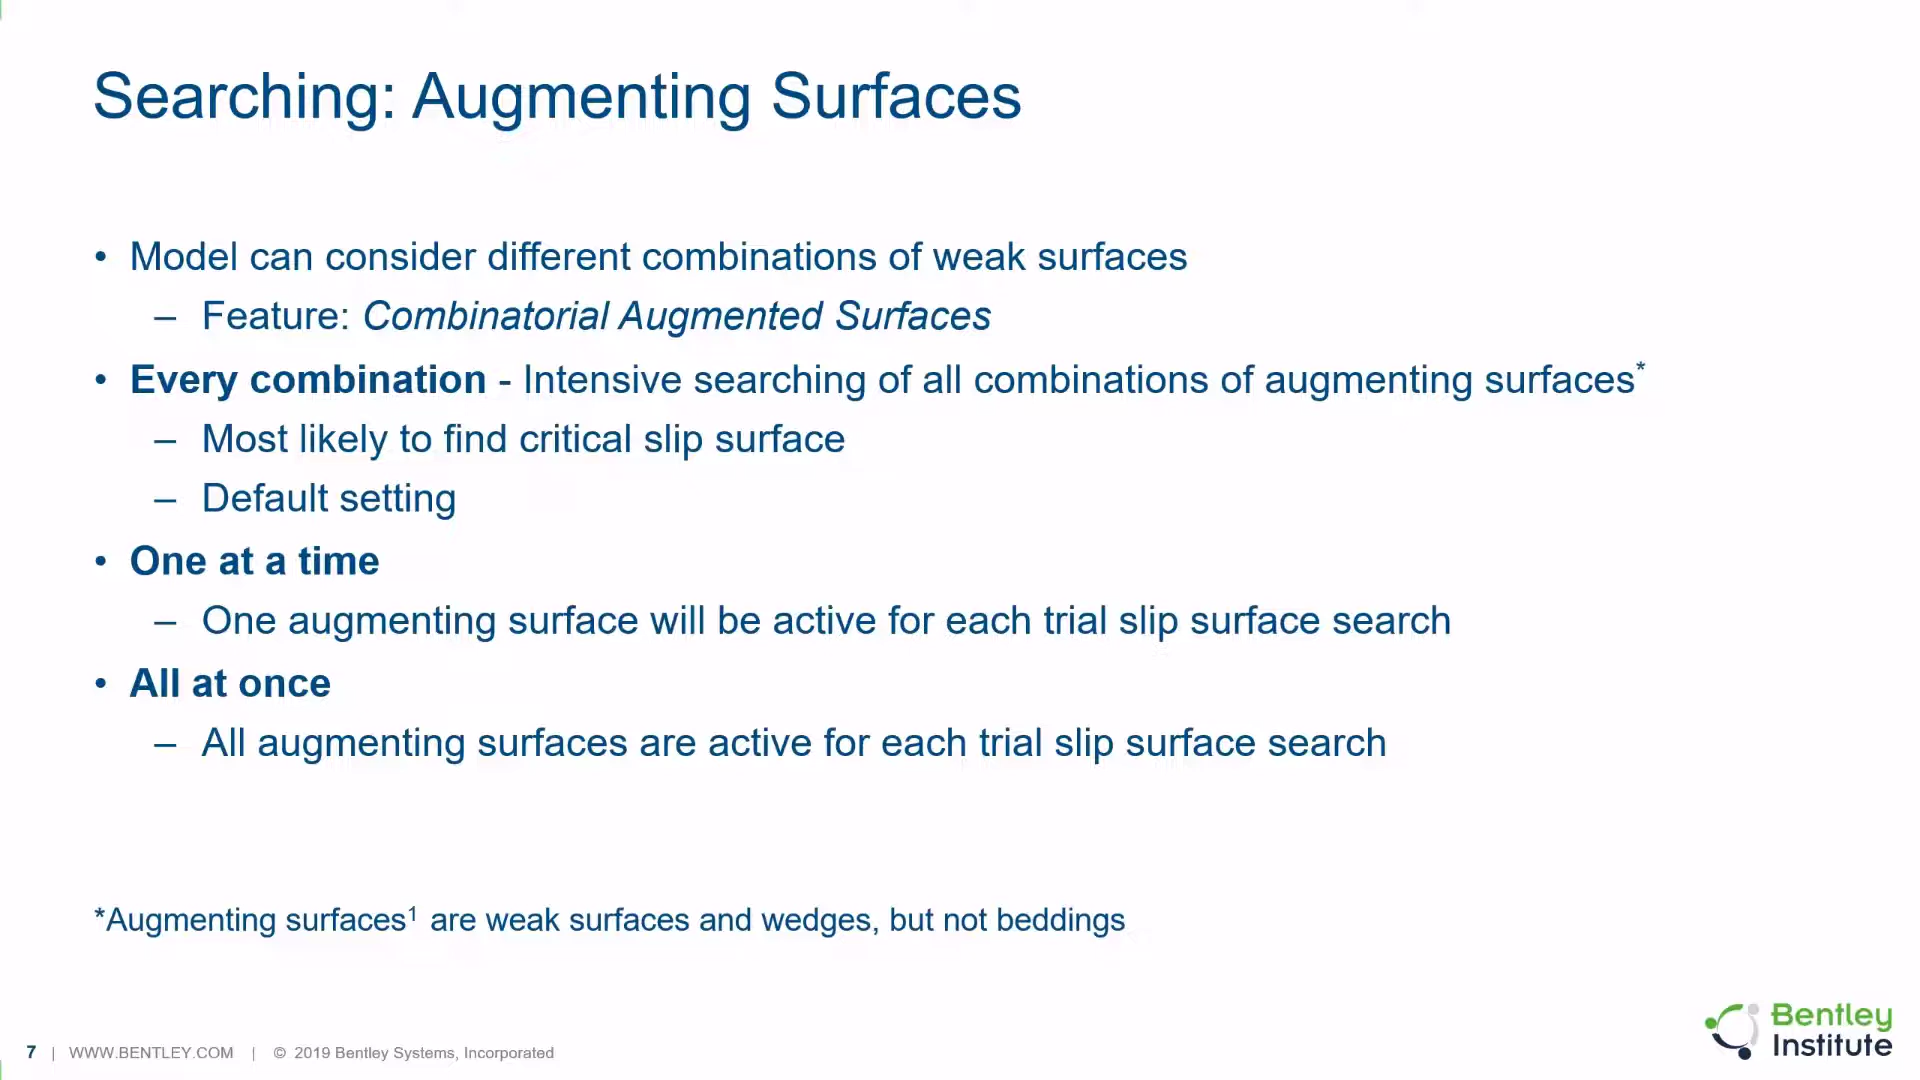 Searching: Augmenting Surfaces
• Model can consider different combinations of weak surfaces
– Feature: Combinatorial Augmented Surfaces
• Every combination - Intensive searching of all combinations of augmenting surfaces*
– Most likely to find critical slip surface
– Default setting
• One at a time
– One augmenting surface will be active for each trial slip surface search
• All at once
– All augmenting surfaces are active for each trial slip surface search
*Augmenting surfaces¹ are weak surfaces and wedges, but not beddings
7 | WWW.BENTLEY.COM | © 2019 Bentley Systems, Incorporated
Bentley
Institute